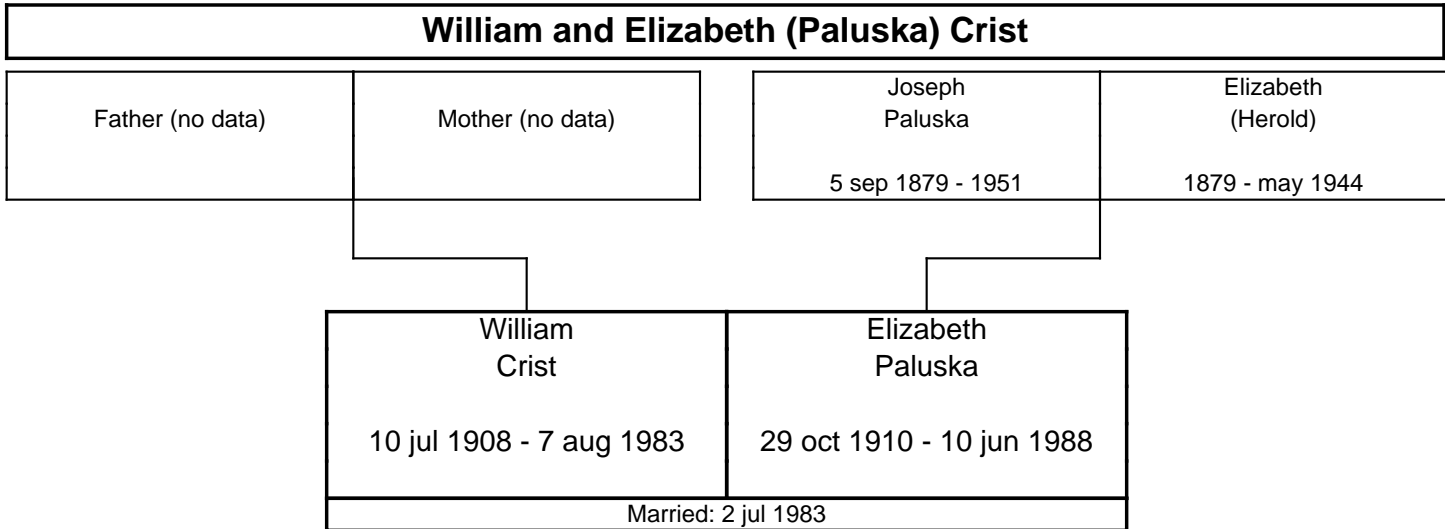 William and Elizabeth (Paluska) Crist
Father (no data)
Mother (no data)
Joseph
Paluska
5 sep 1879 - 1951
Elizabeth
(Herold)
1879 - may 1944
William
Crist
10 jul 1908 - 7 aug 1983
Elizabeth
Paluska
29 oct 1910 - 10 jun 1988
Married: 2 jul 1983